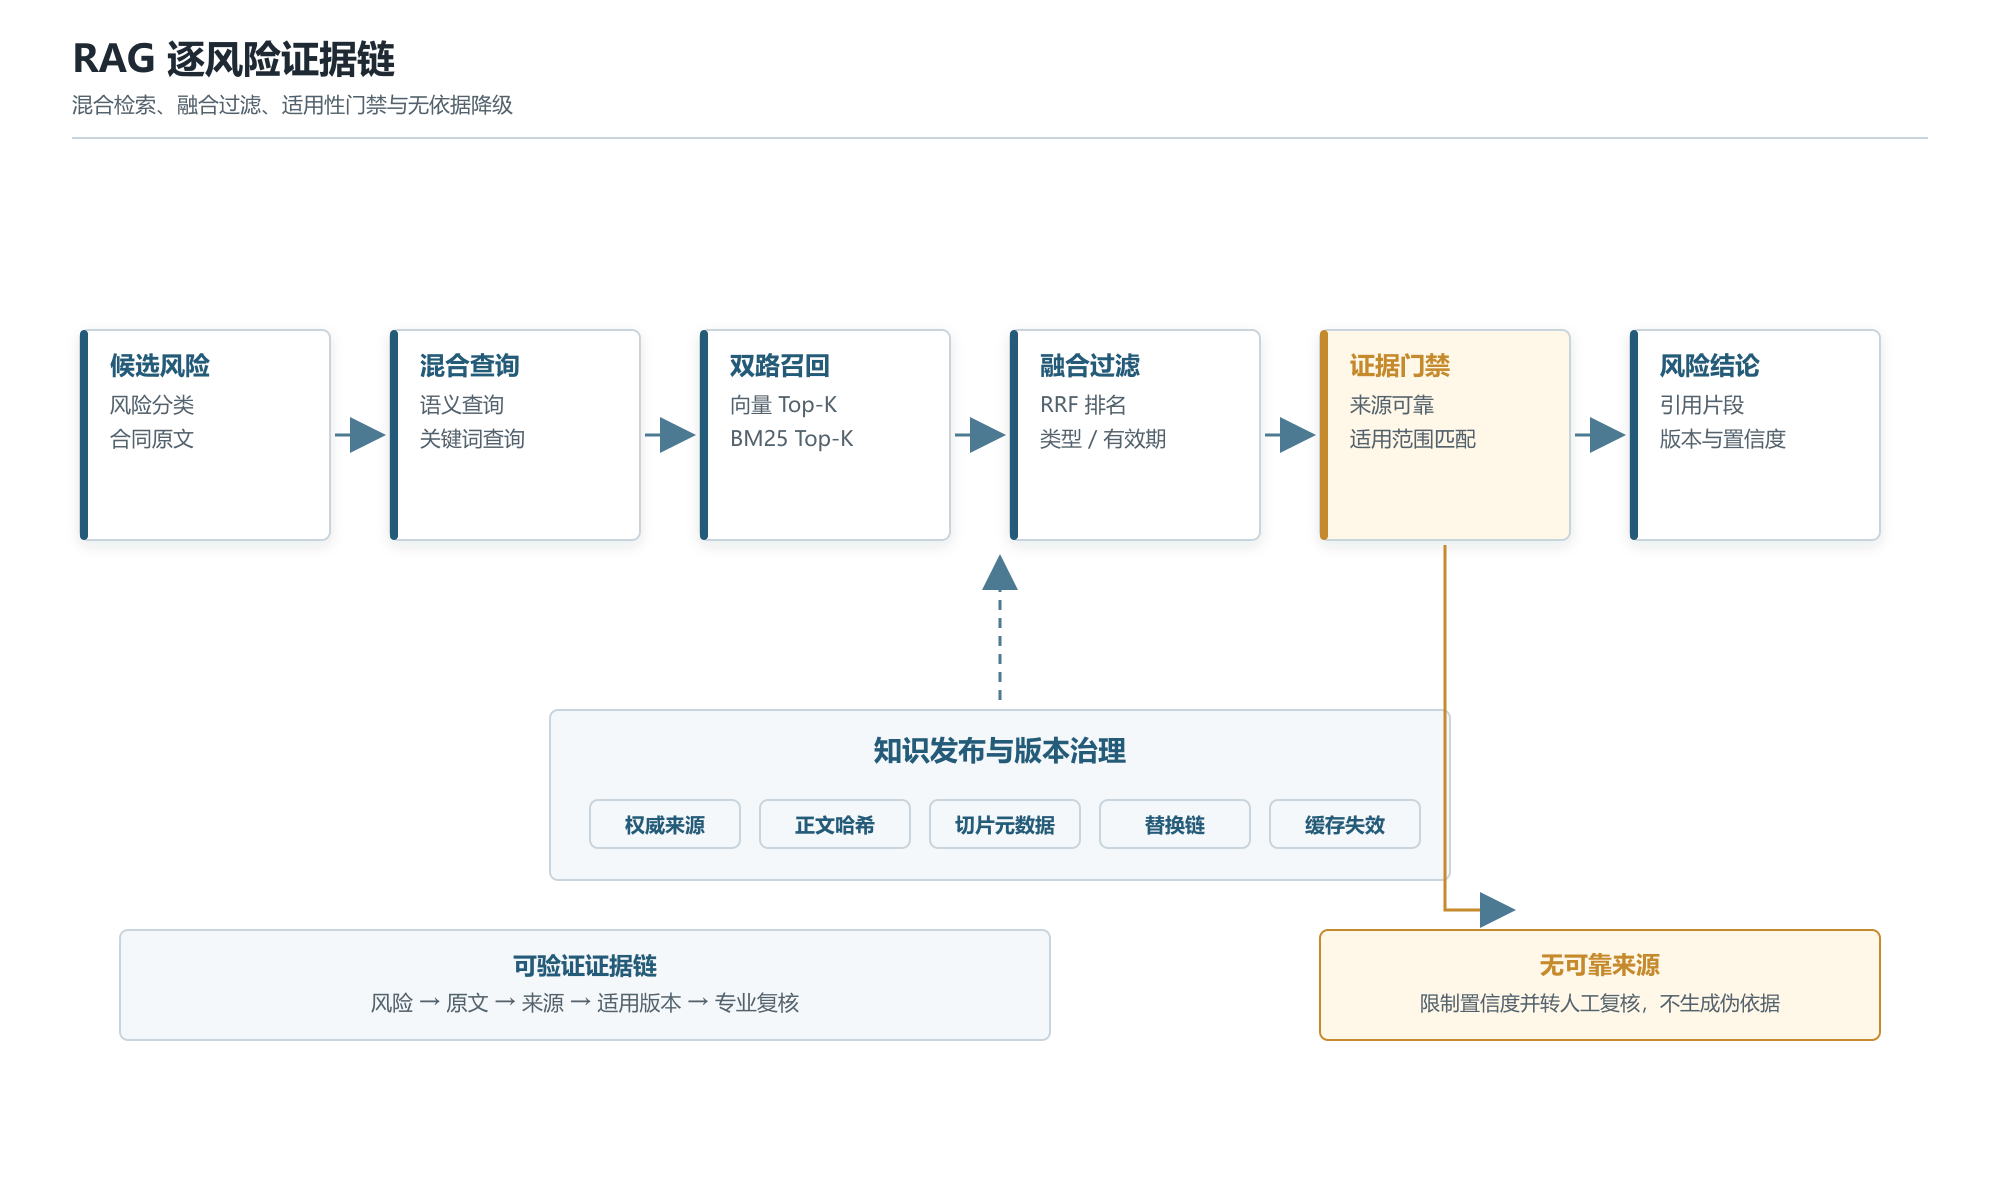 RAG 逐风险证据链
混合检索、融合过滤、适用性门禁与无依据降级
候选风险
风险分类
合同原文
混合查询
语义查询
关键词查询
双路召回
向量 Top-K
BM25 Top-K
融合过滤
RRF 排名
类型 / 有效期
证据门禁
来源可靠
适用范围匹配
风险结论
引用片段
版本与置信度
知识发布与版本治理
权威来源
正文哈希
切片元数据
替换链
缓存失效
可验证证据链
风险 → 原文 → 来源 → 适用版本 → 专业复核
无可靠来源
限制置信度并转人工复核，不生成伪依据